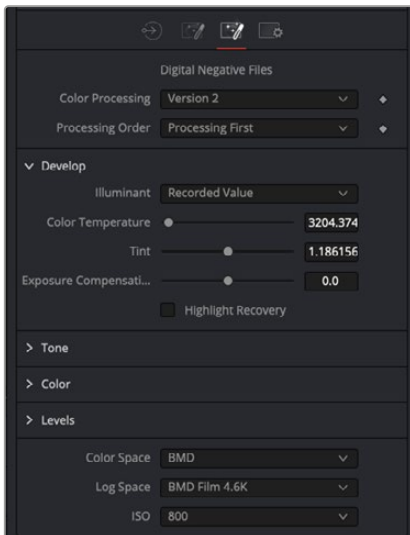 Digital Negative Files
Color Processing Version 2
Processing Order Processing First
Develop
Illuminant Recorded Value
Color Temperature 3204.374
Tint 1.186156
Exposure Compensati... 0.0
Highlight Recovery
Tone
Color
Levels
Color Space BMD
Log Space BMD Film 4.6K
ISO 800